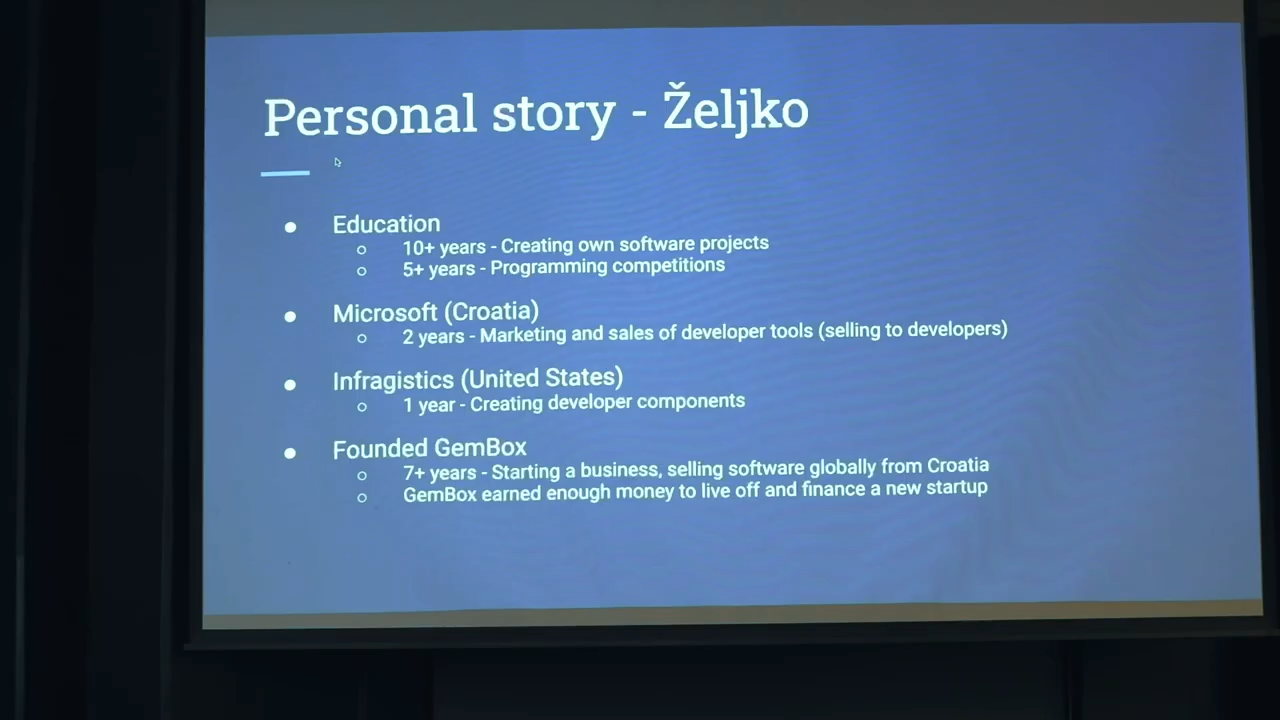 Personal story - Željko
Education
10+ years - Creating own software projects
5+ years - Programming competitions
Microsoft (Croatia)
2 years - Marketing and sales of developer tools (selling to developers)
Infragistics (United States)
1 year - Creating developer components
Founded GemBox
7+ years - Starting a business, selling software globally from Croatia
GemBox earned enough money to live off and finance a new startup